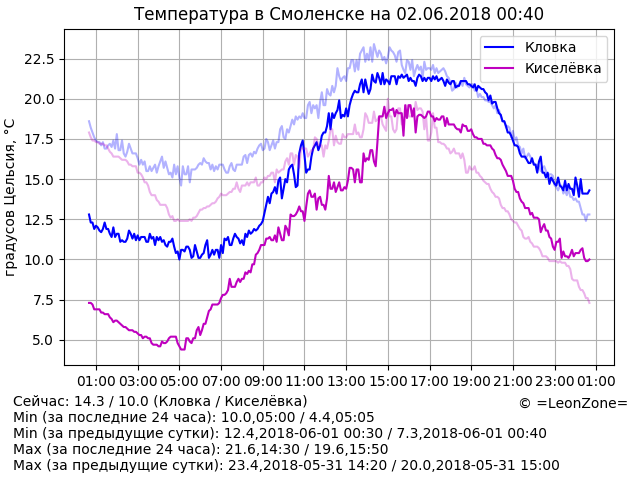 Температура в Смоленске на 02.06.2018 00:40
Кловка
Киселёвка
градусов Цельсия, °C
22.5
20.0
17.5
15.0
12.5
10.0
7.5
5.0
01:00 03:00 05:00 07:00 09:00 11:00 13:00 15:00 17:00 19:00 21:00 23:00 01:00
Сейчас: 14.3 / 10.0 (Кловка / Киселёвка)
© =LeonZone=
Min (за последние 24 часа): 10.0,05:00 / 4.4,05:05
Min (за предыдущие сутки): 12.4,2018-06-01 00:30 / 7.3,2018-06-01 00:40
Max (за последние 24 часа): 21.6,14:30 / 19.6,15:50
Max (за предыдущие сутки): 23.4,2018-05-31 14:20 / 20.0,2018-05-31 15:00